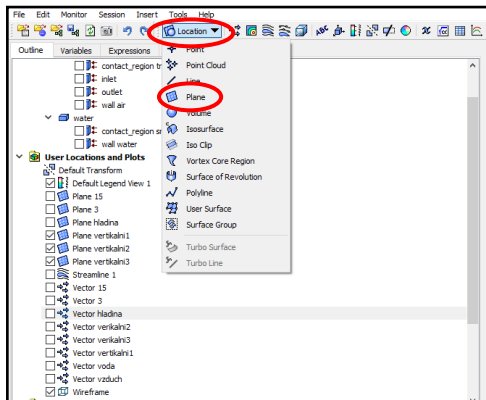 File Edit Monitor Session Insert Tools Help
Location
Outline Variables Expressions
contact_region tr
inlet
outlet
wall air
water
contact_region sr
wall water
User Locations and Plots
Default Transform
Default Legend View 1
Plane 15
Plane 3
Plane hladina
Plane vertikalni1
Plane vertikalni2
Plane vertikalni3
Streamline 1
Vector 15
Vector 3
Vector hladina
Vector verikalni2
Vector verikalni3
Vector vertikalni1
Vector voda
Vector vzduch
Wireframe
Point
Point Cloud
Line
Plane
Volume
Isosurface
Iso Clip
Vortex Core Region
Surface of Revolution
Polyline
User Surface
Surface Group
Turbo Surface
Turbo Line